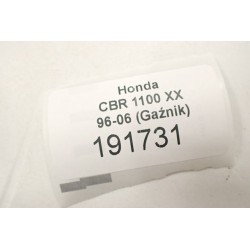 Honda
CBR 1100 XX
96-06 (Gaźnik)
191731